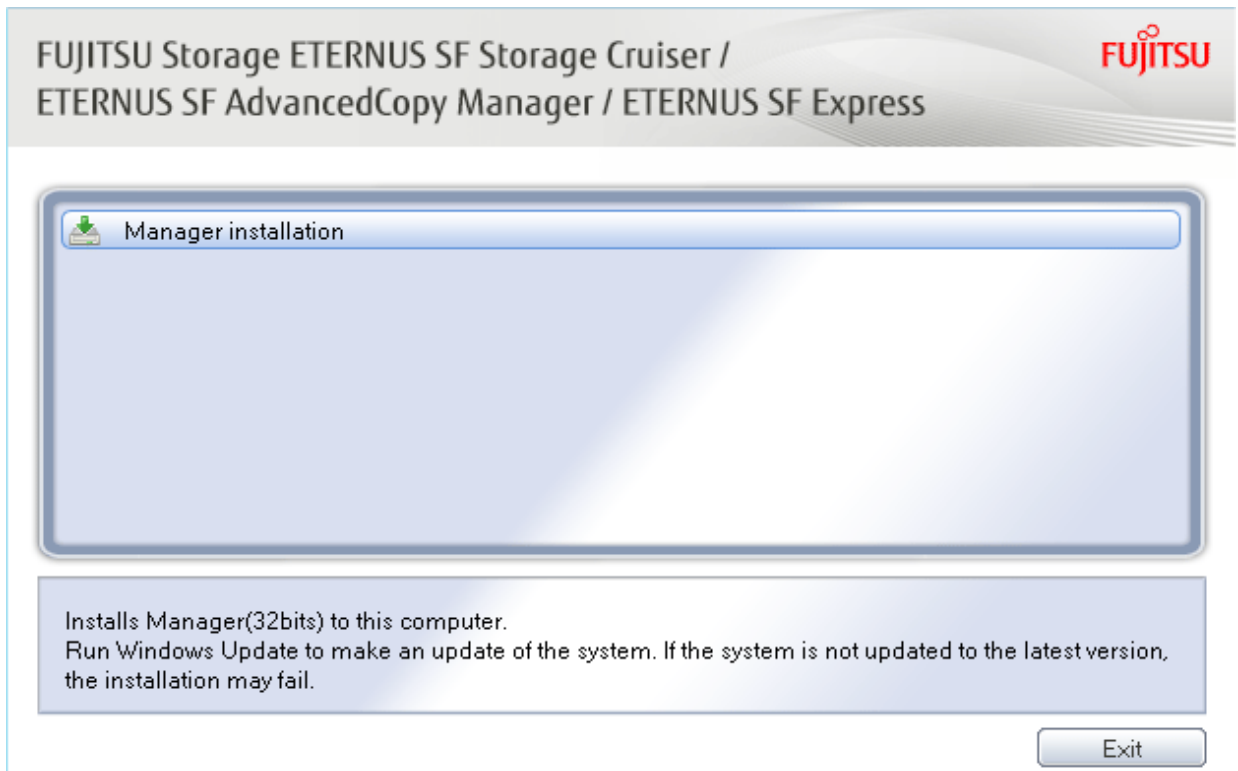 FUJITSU Storage ETERNUS SF Storage Cruiser /
ETERNUS SF AdvancedCopy Manager / ETERNUS SF Express
FUJITSU
Manager installation
Installs Manager(32bits) to this computer.
Run Windows Update to make an update of the system. If the system is not updated to the latest version,
the installation may fail.
Exit